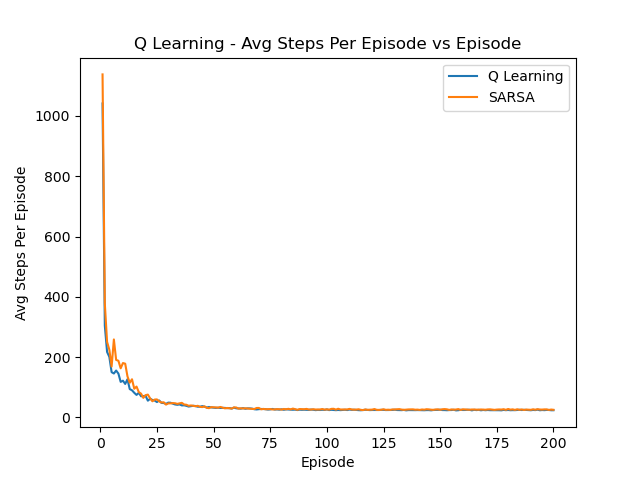 Q Learning - Avg Steps Per Episode vs Episode
Q Learning
SARSA
Avg Steps Per Episode
1000
800
600
400
200
0
0 25 50 75 100 125 150 175 200
Episode